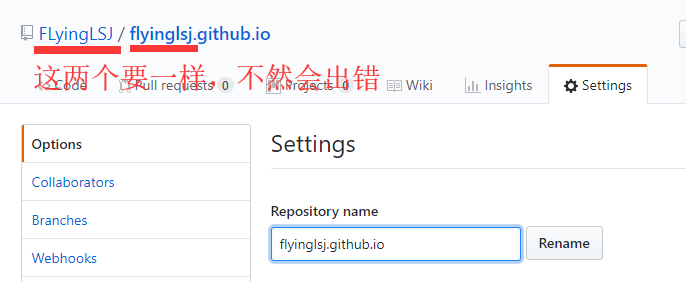 FLyingLSJ / flyinglsj.github.io
这两个要一样，不然会出错
Code Pull requests 0 Projects 0 Wiki Insights Settings
Options
Settings
Collaborators
Branches
Repository name
Webhooks
flyinglsj.github.io Rename